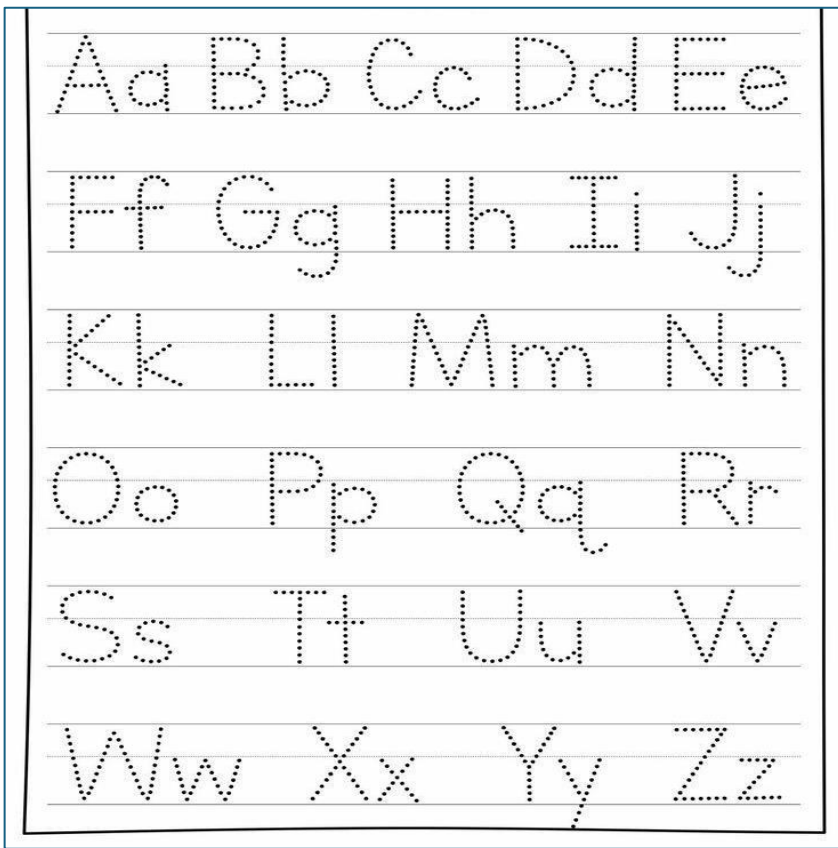 Aa Bb Cc Dd Ee
Ff Gg Hh Ii Jj
Kk Ll Mm Nn
Oo Pp Qq Rr
Ss Tt Uu Vv
Ww Xx Yy Zz